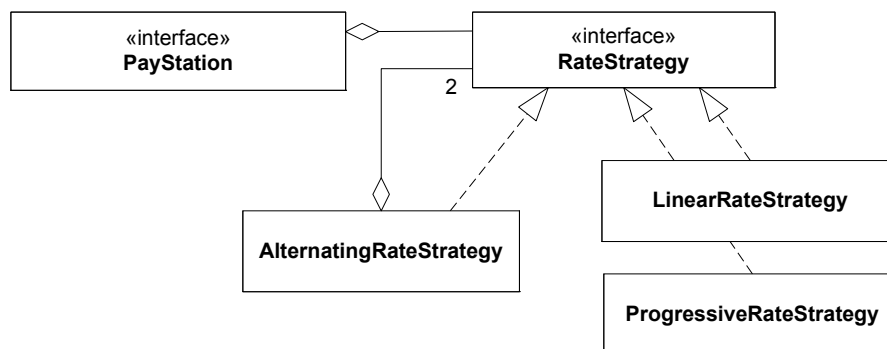 «interface»
PayStation
«interface»
RateStrategy
2
AlternatingRateStrategy
LinearRateStrategy
ProgressiveRateStrategy